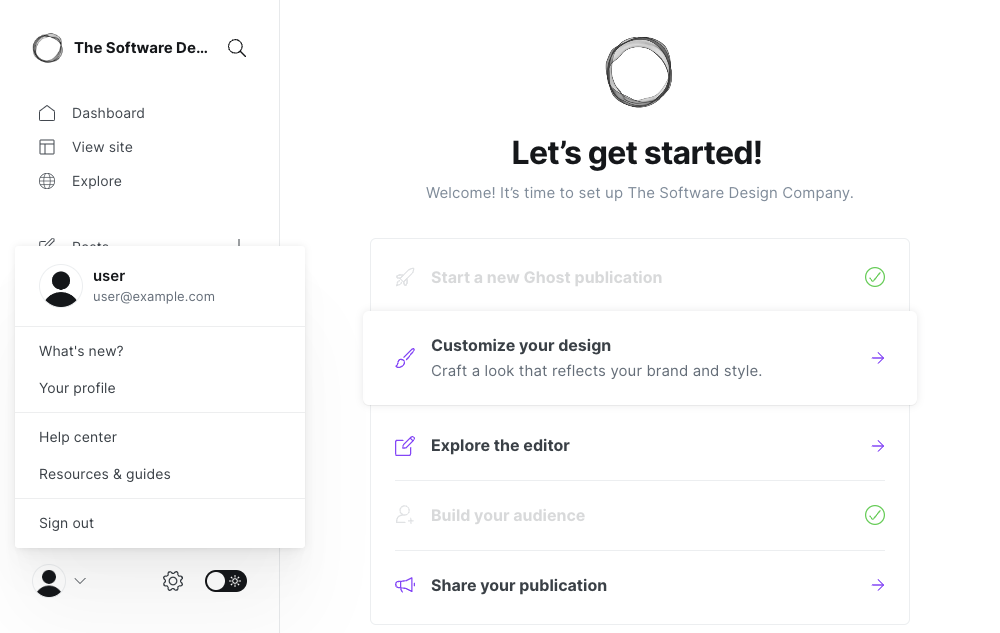 The Software De...
Dashboard
View site
Explore
Posts
user
user@example.com
What's new?
Your profile
Help center
Resources & guides
Sign out
Let’s get started!
Welcome! It’s time to set up The Software Design Company.
Start a new Ghost publication
Customize your design
Craft a look that reflects your brand and style.
Explore the editor
Build your audience
Share your publication